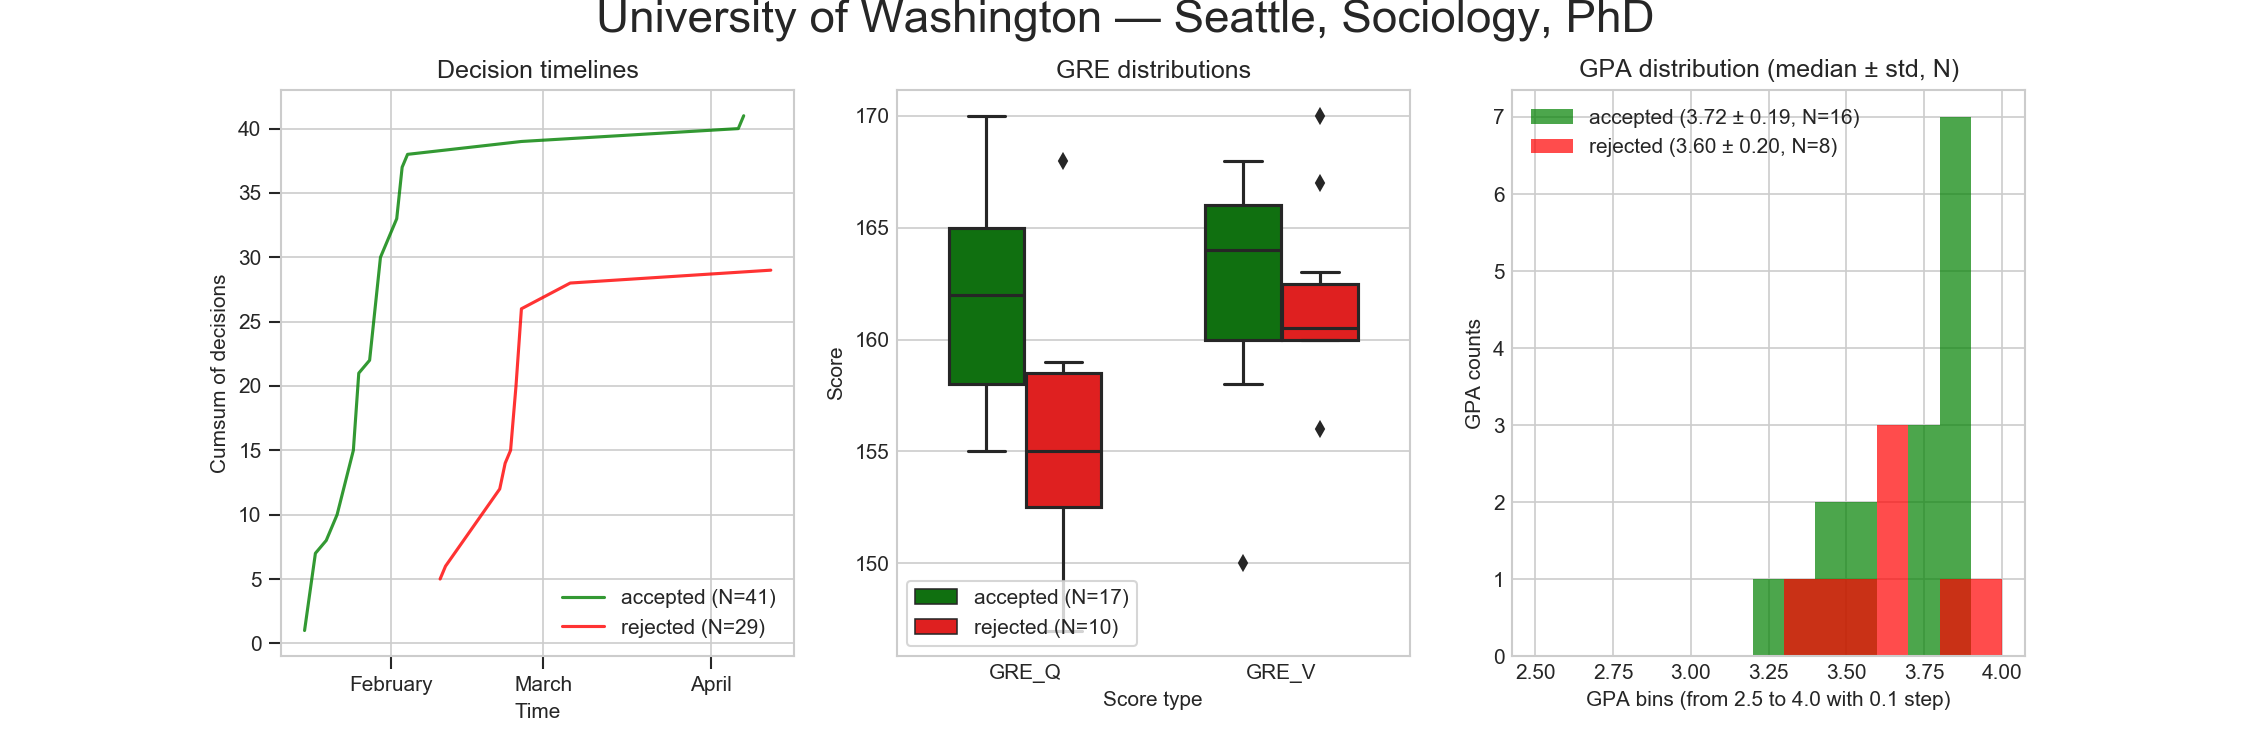 University of Washington — Seattle, Sociology, PhD
Decision timelines
Cumsum of decisions
40
35
30
25
20
15
10
5
0
accepted (N=41)
rejected (N=29)
February March April
Time
GRE distributions
Score
170
165
160
155
150
accepted (N=17)
rejected (N=10)
GRE_Q GRE_V
Score type
GPA distribution (median ± std, N)
GPA counts
7
6
5
4
3
2
1
0
accepted (3.72 ± 0.19, N=16)
rejected (3.60 ± 0.20, N=8)
2.50 2.75 3.00 3.25 3.50 3.75 4.00
GPA bins (from 2.5 to 4.0 with 0.1 step)